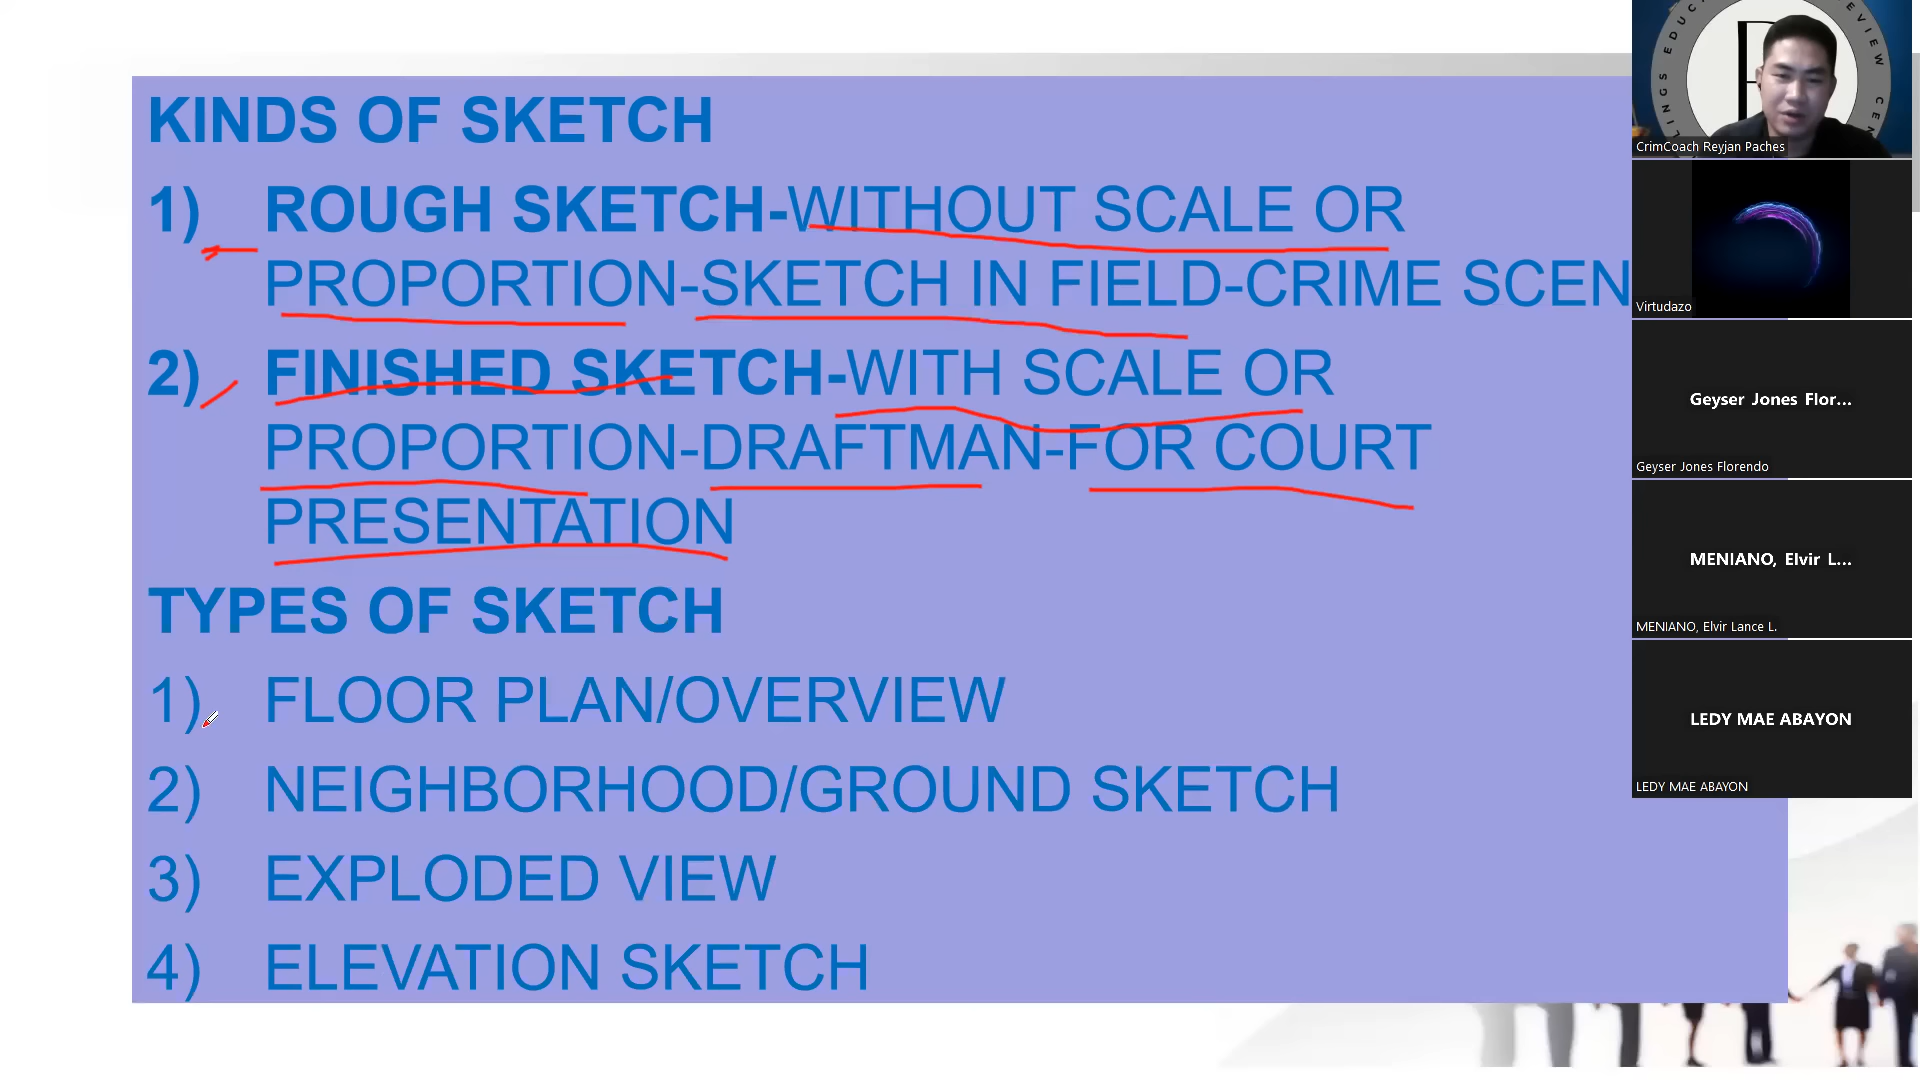 KINDS OF SKETCH
1) ROUGH SKETCH-WITHOUT SCALE OR
PROPORTION-SKETCH IN FIELD-CRIME SCEN
2) FINISHED SKETCH-WITH SCALE OR
PROPORTION-DRAFTMAN-FOR COURT
PRESENTATION
TYPES OF SKETCH
1) FLOOR PLAN/OVERVIEW
2) NEIGHBORHOOD/GROUND SKETCH
3) EXPLODED VIEW
4) ELEVATION SKETCH
CrimCoach Reyjan Paches
Virtudazo
Geyser Jones Flor...
Geyser Jones Florendo
MENIANO, Elvir L...
MENIANO, Elvir Lance L.
LEDY MAE ABAYON
LEDY MAE ABAYON